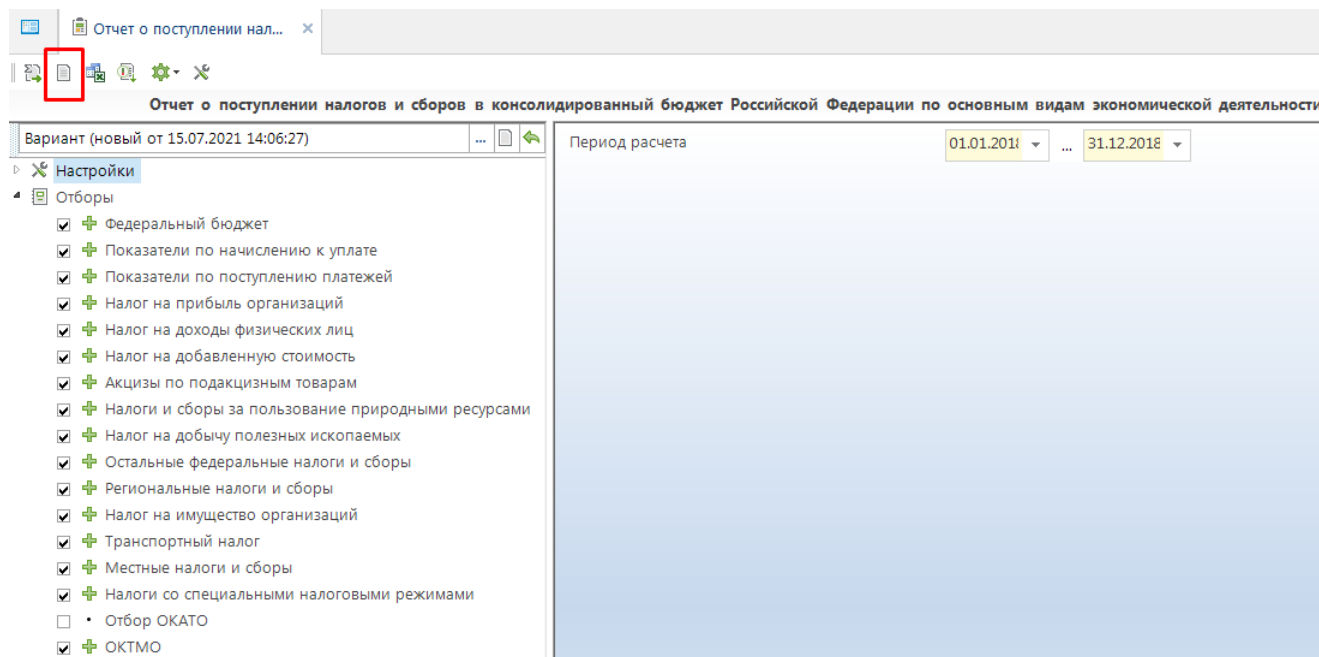 Отчет о поступлении нал...
Отчет о поступлении налогов и сборов в консолидированный бюджет Российской Федерации по основным видам экономической деятельности
Вариант (новый от 15.07.2021 14:06:27) ...
Период расчета 01.01.201 ... 31.12.2018
Настройки
Отборы
Федеральный бюджет
Показатели по начислению к уплате
Показатели по поступлению платежей
Налог на прибыль организаций
Налог на доходы физических лиц
Налог на добавленную стоимость
Акцизы по подакцизным товарам
Налоги и сборы за пользование природными ресурсами
Налог на добычу полезных ископаемых
Остальные федеральные налоги и сборы
Региональные налоги и сборы
Налог на имущество организаций
Транспортный налог
Местные налоги и сборы
Налоги со специальными налоговыми режимами
Отбор ОКАТО
ОКТМО